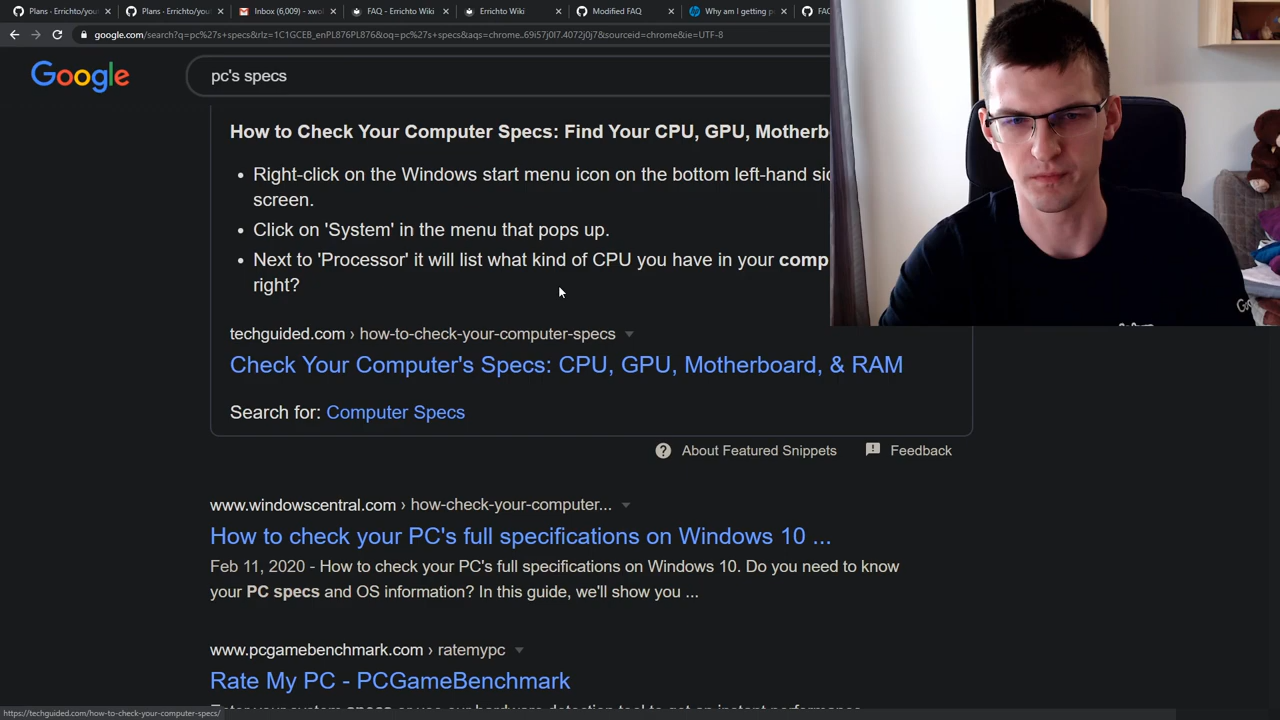 Plans · Errichto/you
Plans · Errichto/you
Inbox (6,009) - xwoi
FAQ - Errichto Wiki
Errichto Wiki
Modified FAQ
Why am I getting p
FAQ
google.com/search?q=pc%27s+specs&rlz=1C1GCEB_enPL876PL876&oq=pc%27s+specs&aqs=chrome..69i57j0l7.4072j0j7&sourceid=chrome&ie=UTF-8
Google
pc's specs
How to Check Your Computer Specs: Find Your CPU, GPU, Motherb
• Right-click on the Windows start menu icon on the bottom left-hand si
screen.
• Click on 'System' in the menu that pops up.
• Next to 'Processor' it will list what kind of CPU you have in your comp
right?
techguided.com › how-to-check-your-computer-specs
Check Your Computer's Specs: CPU, GPU, Motherboard, & RAM
Search for: Computer Specs
About Featured Snippets
Feedback
www.windowscentral.com › how-check-your-computer...
How to check your PC's full specifications on Windows 10 ...
Feb 11, 2020 - How to check your PC's full specifications on Windows 10. Do you need to know
your PC specs and OS information? In this guide, we'll show you ...
www.pcgamebenchmark.com › ratemypc
Rate My PC - PCGameBenchmark
https://techguided.com/how-to-check-your-computer-specs/